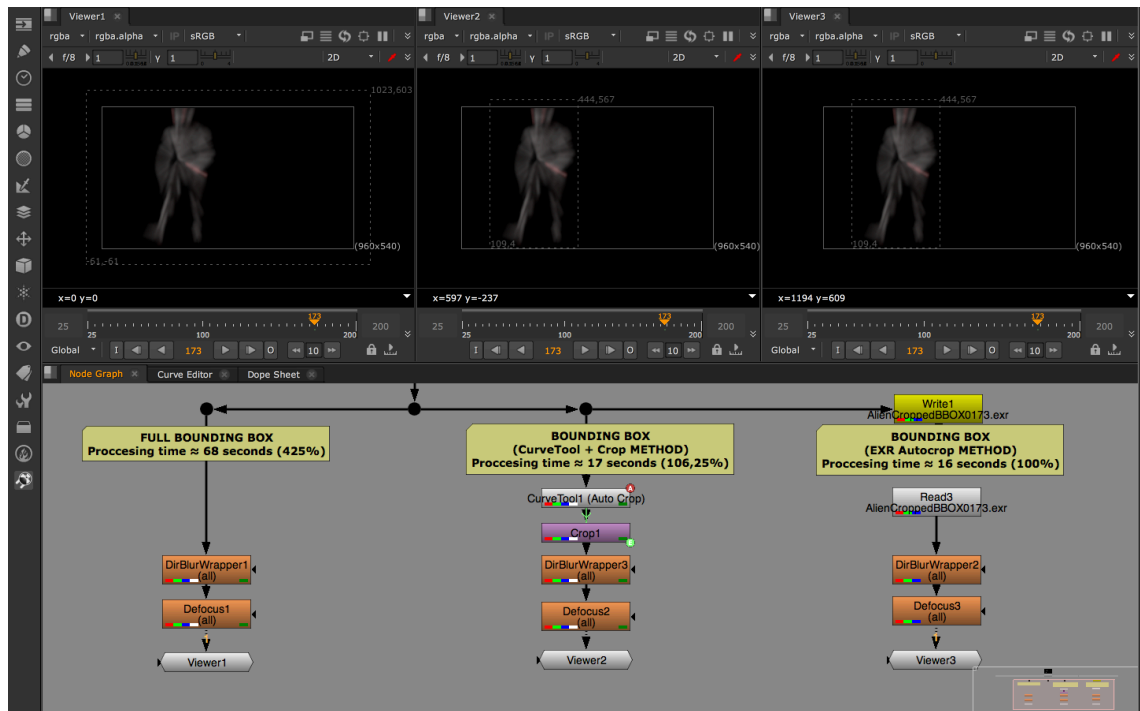 Viewer1 Viewer2 Viewer3
rgba rgba.alpha IP sRGB rgba rgba.alpha IP sRGB rgba rgba.alpha IP sRGB
f/8 1 Y 1 2D f/8 1 Y 1 2D f/8 1 Y 1 2D
1023,603
444,567
444,567
(960x540) (960x540) (960x540)
109,4 109,4
-51,-61
x=0 y=0 x=597 y=-237 x=1194 y=609
25 25 100 173 200 200 25 25 100 173 200 200 25 25 100 173 200 200
Global I 173 O 10 I 173 O 10 Global I 173 O 10
Node Graph Curve Editor Dope Sheet
Write1
AlienCroppedBBOX0173.exr
FULL BOUNDING BOX
Proccesing time ≈ 68 seconds (425%)
BOUNDING BOX
(CurveTool + Crop METHOD)
Proccesing time ≈ 17 seconds (106,25%)
BOUNDING BOX
(EXR Autocrop METHOD)
Proccesing time ≈ 16 seconds (100%)
A
CurveTool1 (Auto Crop)
Read3
AlienCroppedBBOX0173.exr
Crop1
E
DirBlurWrapper1
(all)
DirBlurWrapper3
(all)
DirBlurWrapper2
(all)
Defocus1
(all)
Defocus2
(all)
Defocus3
(all)
Viewer1 Viewer2 Viewer3